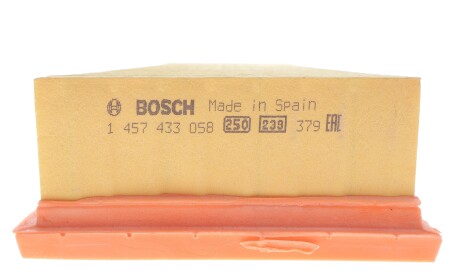 BOSCH Made in Spain
1 457 433 058 250 239 379 EAC